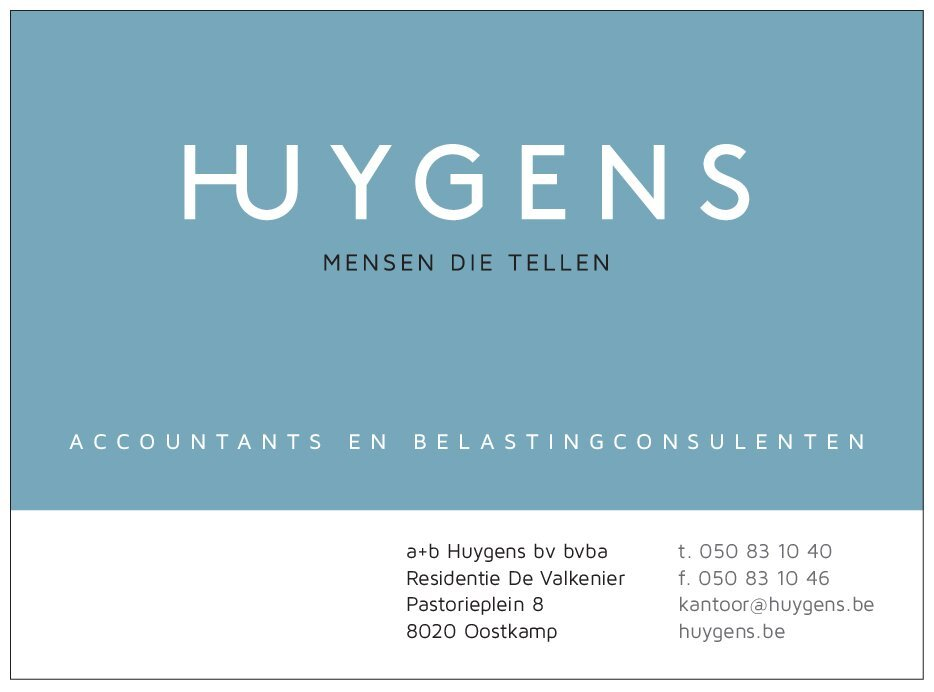 HUYGENS
MENSEN DIE TELLEN
ACCOUNTANTS EN BELASTINGCONSULENTEN
a+b Huygens bv bvba
Residentie De Valkenier
Pastorieplein 8
8020 Oostkamp
t. 050 83 10 40
f. 050 83 10 46
kantoor@huygens.be
huygens.be